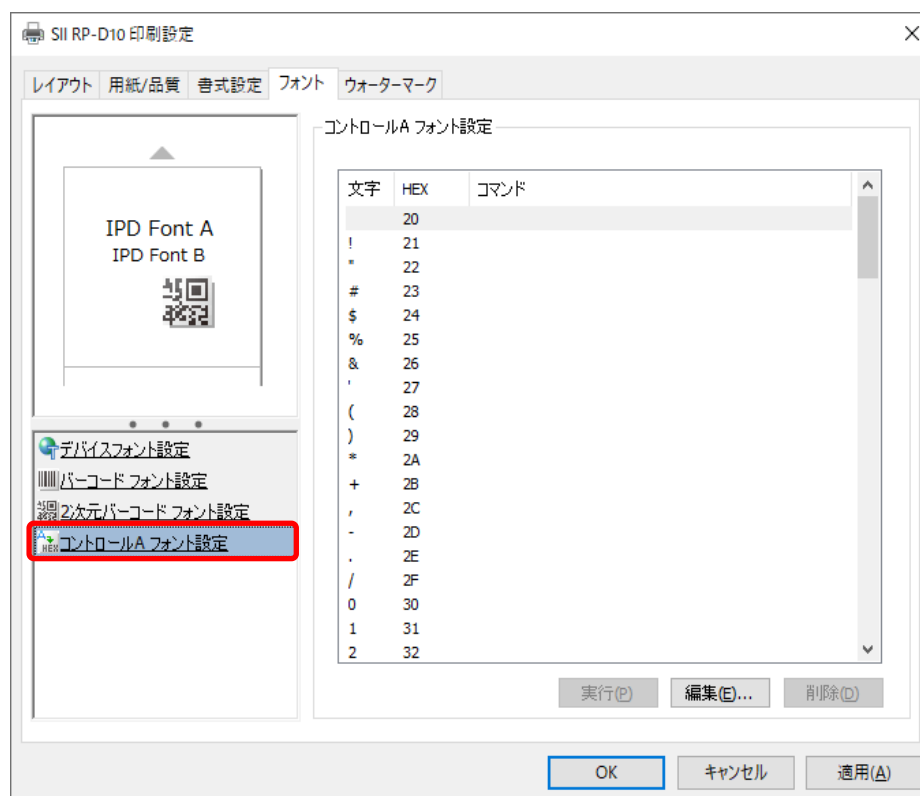 SII RP-D10 印刷設定
レイアウト 用紙/品質 書式設定 フォント ウォーターマーク
IPD Font A
IPD Font B
デバイスフォント設定
バーコード フォント設定
2次元バーコード フォント設定
コントロールA フォント設定
コントロールA フォント設定
文字 HEX コマンド
20
! 21
" 22
# 23
$ 24
% 25
& 26
' 27
( 28
) 29
* 2A
+ 2B
, 2C
- 2D
. 2E
/ 2F
0 30
1 31
2 32
実行(P) 編集(E)... 削除(D)
OK キャンセル 適用(A)